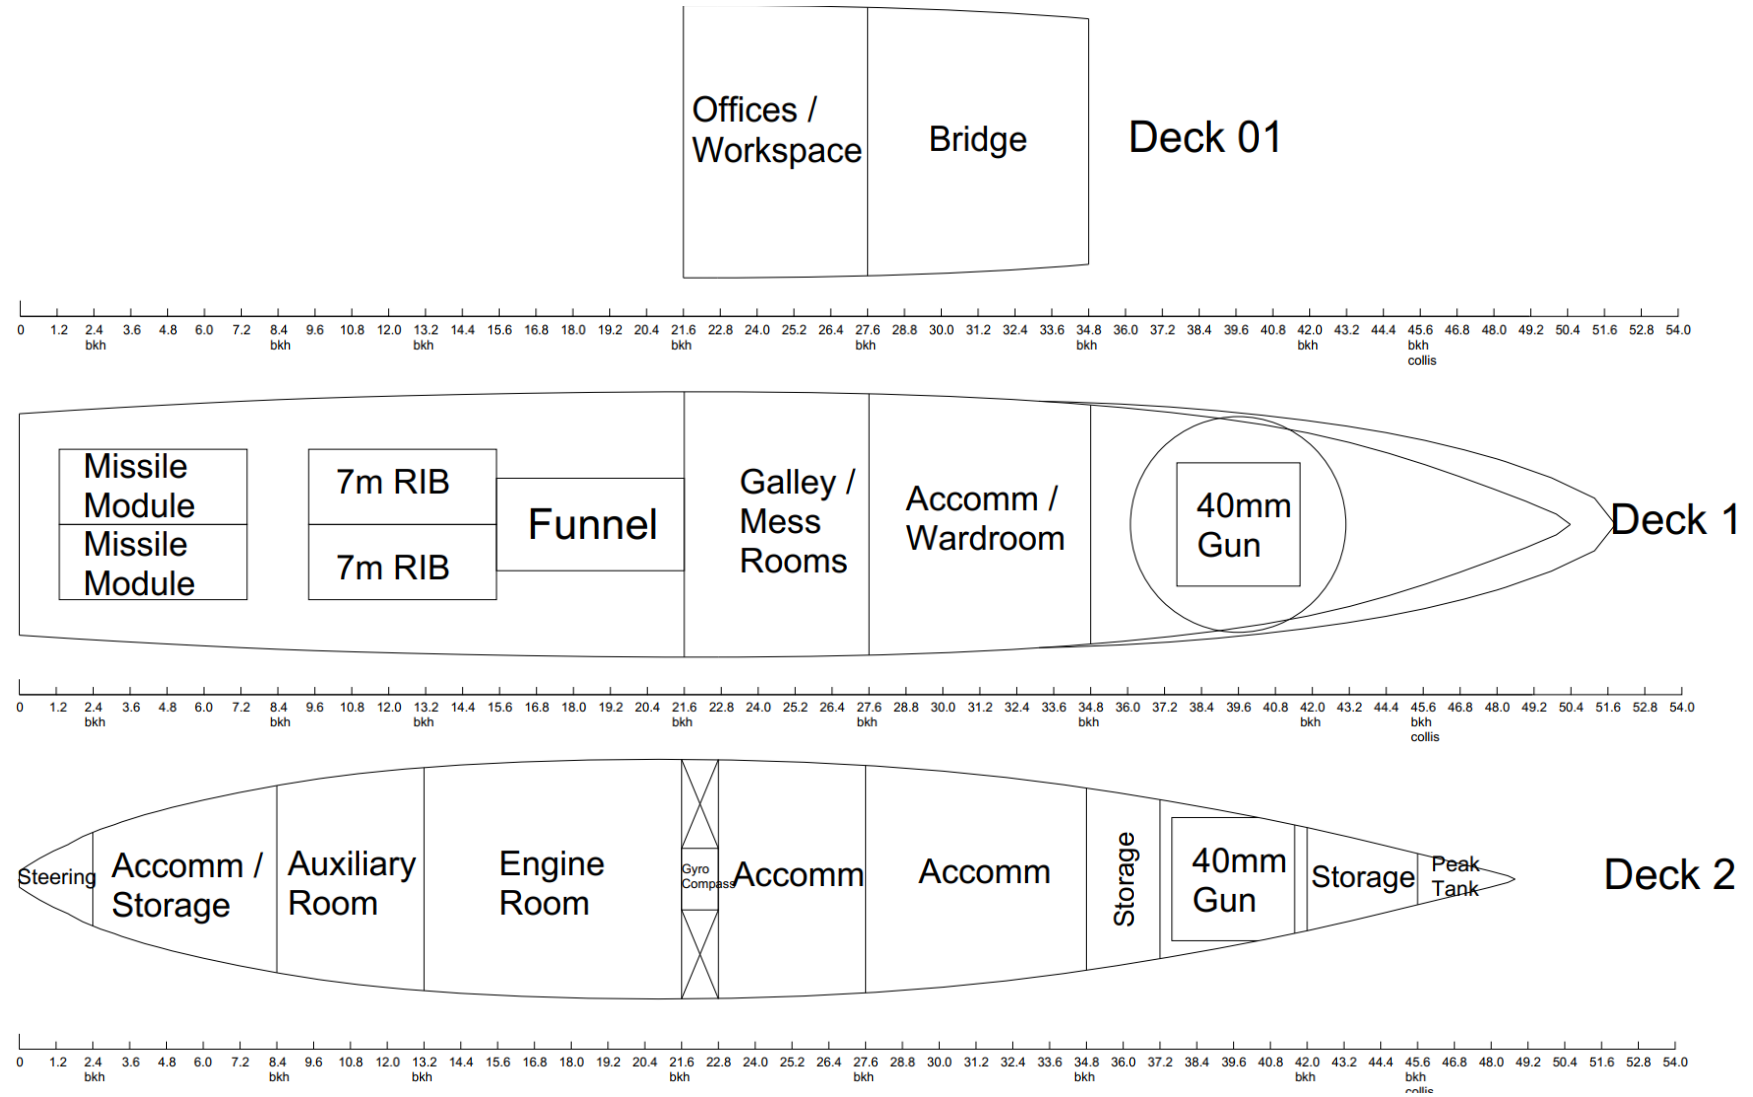 Offices /
Workspace
Bridge
Deck 01
0 1.2 2.4 3.6 4.8 6.0 7.2 8.4 9.6 10.8 12.0 13.2 14.4 15.6 16.8 18.0 19.2 20.4 21.6 22.8 24.0 25.2 26.4 27.6 28.8 30.0 31.2 32.4 33.6 34.8 36.0 37.2 38.4 39.6 40.8 42.0 43.2 44.4 45.6 46.8 48.0 49.2 50.4 51.6 52.8 54.0
bkh bkh bkh bkh bkh bkh bkh bkh
collis
Missile
Module
Missile
Module
7m RIB
7m RIB
Funnel
Galley /
Mess
Rooms
Accomm /
Wardroom
40mm
Gun
Deck 1
0 1.2 2.4 3.6 4.8 6.0 7.2 8.4 9.6 10.8 12.0 13.2 14.4 15.6 16.8 18.0 19.2 20.4 21.6 22.8 24.0 25.2 26.4 27.6 28.8 30.0 31.2 32.4 33.6 34.8 36.0 37.2 38.4 39.6 40.8 42.0 43.2 44.4 45.6 46.8 48.0 49.2 50.4 51.6 52.8 54.0
bkh bkh bkh bkh bkh bkh bkh bkh
collis
Steering
Accomm /
Storage
Auxiliary
Room
Engine
Room
Gyro
Compass
Accomm
Accomm
Storage
40mm
Gun
Storage
Peak
Tank
Deck 2
0 1.2 2.4 3.6 4.8 6.0 7.2 8.4 9.6 10.8 12.0 13.2 14.4 15.6 16.8 18.0 19.2 20.4 21.6 22.8 24.0 25.2 26.4 27.6 28.8 30.0 31.2 32.4 33.6 34.8 36.0 37.2 38.4 39.6 40.8 42.0 43.2 44.4 45.6 46.8 48.0 49.2 50.4 51.6 52.8 54.0
bkh bkh bkh bkh bkh bkh bkh bkh
collis